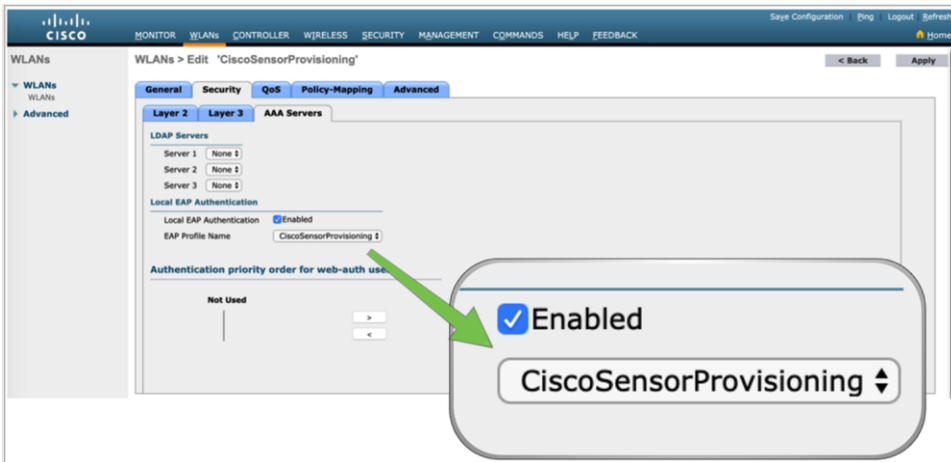 Save Configuration Ping Logout Refresh
CISCO
MONITOR WLANs CONTROLLER WIRELESS SECURITY MANAGEMENT COMMANDS HELP FEEDBACK Home
WLANs
WLANs > Edit 'CiscoSensorProvisioning'
< Back Apply
WLANs
WLANs
Advanced
General Security QoS Policy-Mapping Advanced
Layer 2 Layer 3 AAA Servers
LDAP Servers
Server 1 None
Server 2 None
Server 3 None
Local EAP Authentication
Local EAP Authentication Enabled
EAP Profile Name CiscoSensorProvisioning
Authentication priority order for web-auth use
Not Used
>
<
Enabled
CiscoSensorProvisioning